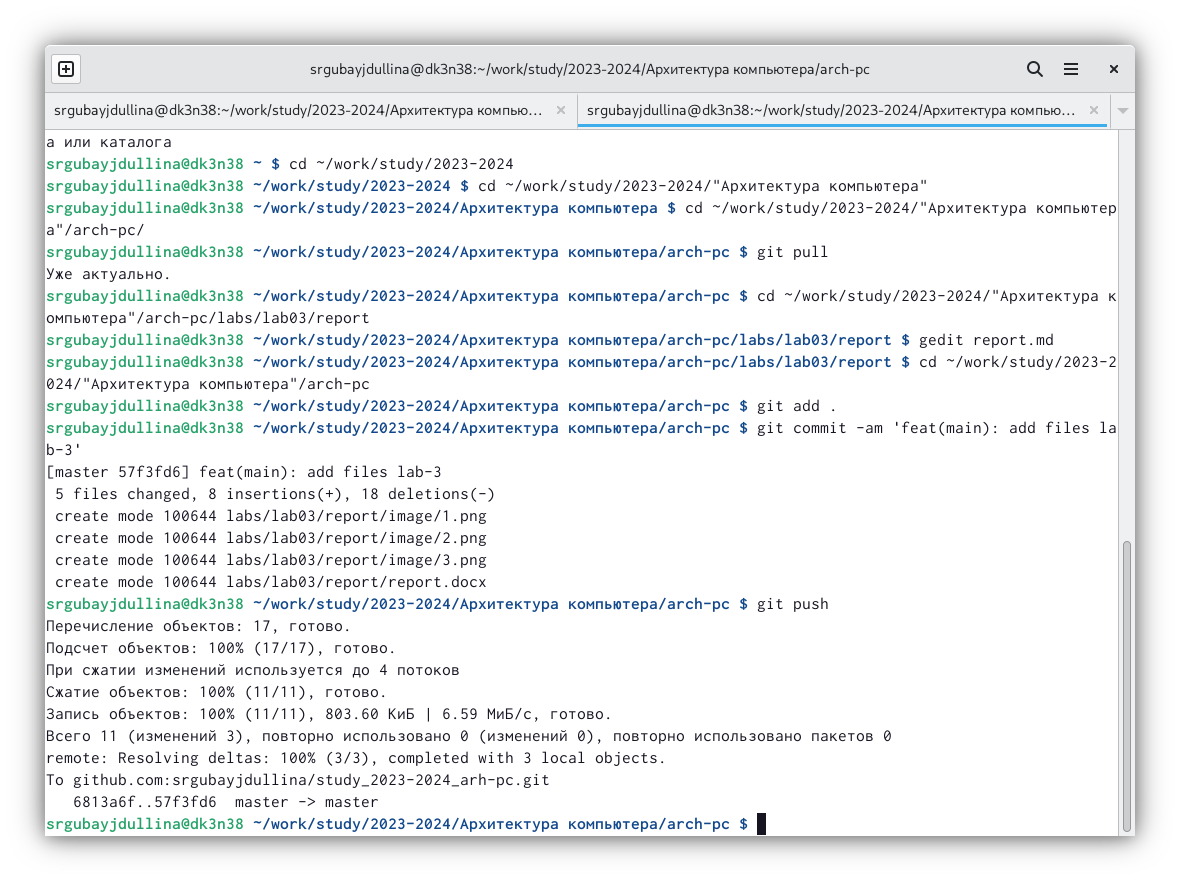 srgubayjdullina@dk3n38:~/work/study/2023-2024/Архитектура компьютера/arch-pc
srgubayjdullina@dk3n38:~/work/study/2023-2024/Архитектура компью...
srgubayjdullina@dk3n38:~/work/study/2023-2024/Архитектура компью...
а или каталога
srgubayjdullina@dk3n38 ~ $ cd ~/work/study/2023-2024
srgubayjdullina@dk3n38 ~/work/study/2023-2024 $ cd ~/work/study/2023-2024/"Архитектура компьютера"
srgubayjdullina@dk3n38 ~/work/study/2023-2024/Архитектура компьютера $ cd ~/work/study/2023-2024/"Архитектура компьютер
а"/arch-pc/
srgubayjdullina@dk3n38 ~/work/study/2023-2024/Архитектура компьютера/arch-pc $ git pull
Уже актуально.
srgubayjdullina@dk3n38 ~/work/study/2023-2024/Архитектура компьютера/arch-pc $ cd ~/work/study/2023-2024/"Архитектура к
омпьютера"/arch-pc/labs/lab03/report
srgubayjdullina@dk3n38 ~/work/study/2023-2024/Архитектура компьютера/arch-pc/labs/lab03/report $ gedit report.md
srgubayjdullina@dk3n38 ~/work/study/2023-2024/Архитектура компьютера/arch-pc/labs/lab03/report $ cd ~/work/study/2023-2
024/"Архитектура компьютера"/arch-pc
srgubayjdullina@dk3n38 ~/work/study/2023-2024/Архитектура компьютера/arch-pc $ git add .
srgubayjdullina@dk3n38 ~/work/study/2023-2024/Архитектура компьютера/arch-pc $ git commit -am 'feat(main): add files la
b-3'
[master 57f3fd6] feat(main): add files lab-3
 5 files changed, 8 insertions(+), 18 deletions(-)
 create mode 100644 labs/lab03/report/image/1.png
 create mode 100644 labs/lab03/report/image/2.png
 create mode 100644 labs/lab03/report/image/3.png
 create mode 100644 labs/lab03/report/report.docx
srgubayjdullina@dk3n38 ~/work/study/2023-2024/Архитектура компьютера/arch-pc $ git push
Перечисление объектов: 17, готово.
Подсчет объектов: 100% (17/17), готово.
При сжатии изменений используется до 4 потоков
Сжатие объектов: 100% (11/11), готово.
Запись объектов: 100% (11/11), 803.60 КиБ | 6.59 МиБ/с, готово.
Всего 11 (изменений 3), повторно использовано 0 (изменений 0), повторно использовано пакетов 0
remote: Resolving deltas: 100% (3/3), completed with 3 local objects.
To github.com:srgubayjdullina/study_2023-2024_arh-pc.git
   6813a6f..57f3fd6  master -> master
srgubayjdullina@dk3n38 ~/work/study/2023-2024/Архитектура компьютера/arch-pc $